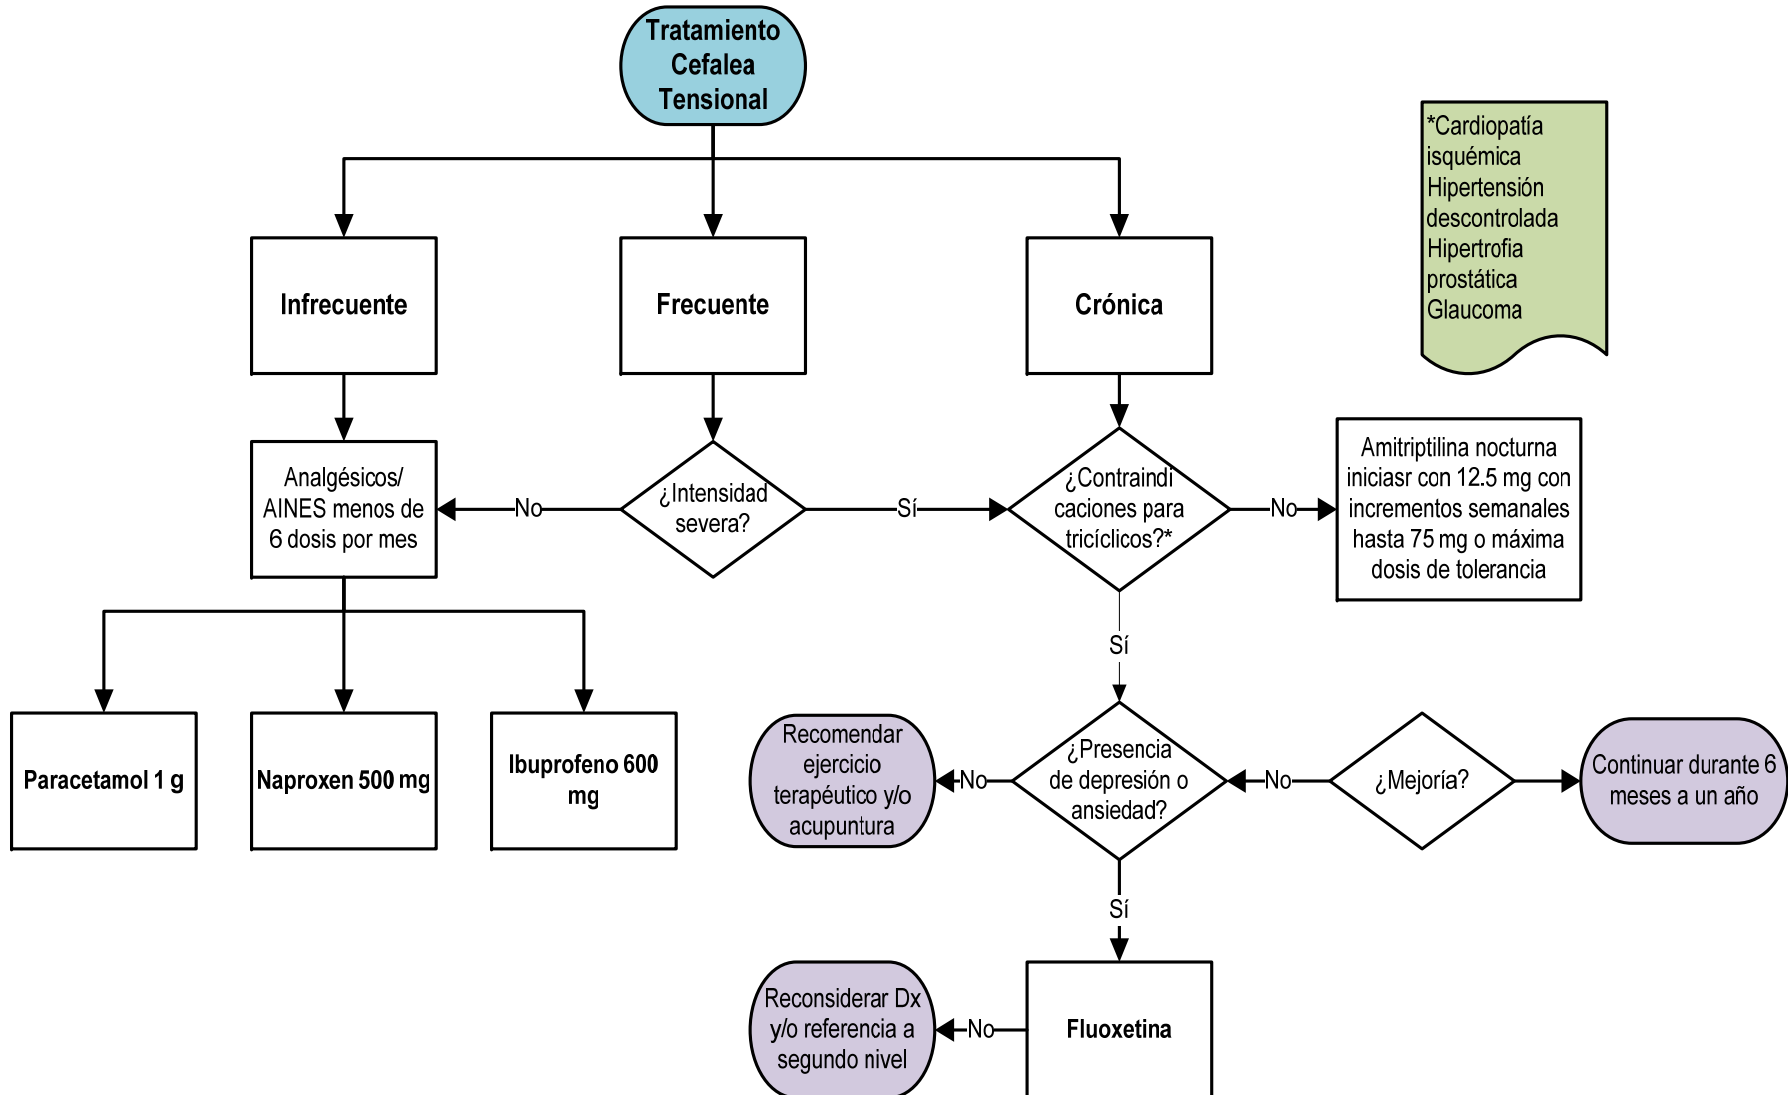 Tratamiento
Cefalea
Tensional
*Cardiopatía
isquémica
Hipertensión
descontrolada
Hipertrofia
prostática
Glaucoma
Infrecuente
Frecuente
Crónica
Analgésicos/
AINES menos de
6 dosis por mes
No
¿Intensidad
severa?
Sí
¿Contraindi
caciones para
tricíclicos?*
No
Amitriptilina nocturna
iniciasr con 12.5 mg con
incrementos semanales
hasta 75 mg o máxima
dosis de tolerancia
Sí
Paracetamol 1 g
Naproxen 500 mg
Ibuprofeno 600
mg
Recomendar
ejercicio
terapéutico y/o
acupuntura
No
¿Presencia
de depresión o
ansiedad?
No
¿Mejoría?
Continuar durante 6
meses a un año
Sí
Reconsiderar Dx
y/o referencia a
segundo nivel
No
Fluoxetina